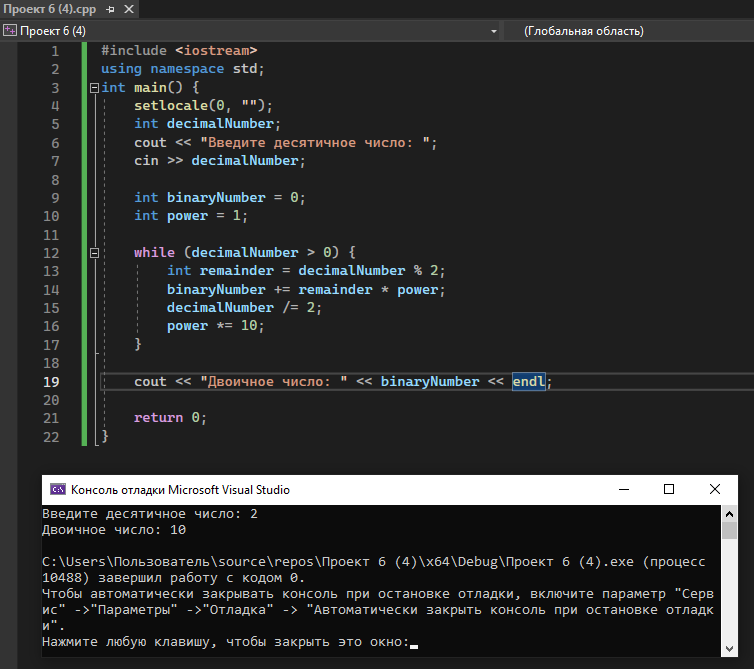 Проект 6 (4).cpp
Проект 6 (4)
(Глобальная область)
1 #include <iostream>
2 using namespace std;
3 int main() {
4 setlocale(0, "");
5 int decimalNumber;
6 cout << "Введите десятичное число: ";
7 cin >> decimalNumber;
8
9 int binaryNumber = 0;
10 int power = 1;
11
12 while (decimalNumber > 0) {
13 int remainder = decimalNumber % 2;
14 binaryNumber += remainder * power;
15 decimalNumber /= 2;
16 power *= 10;
17 }
18
19 cout << "Двоичное число: " << binaryNumber << endl;
20
21 return 0;
22 }
Консоль отладки Microsoft Visual Studio
Введите десятичное число: 2
Двоичное число: 10
C:\Users\Пользователь\source\repos\Проект 6 (4)\x64\Debug\Проект 6 (4).exe (процесс
10488) завершил работу с кодом 0.
Чтобы автоматически закрывать консоль при остановке отладки, включите параметр "Серв
ис" ->"Параметры" ->"Отладка" -> "Автоматически закрыть консоль при остановке отладк
и".
Нажмите любую клавишу, чтобы закрыть это окно: